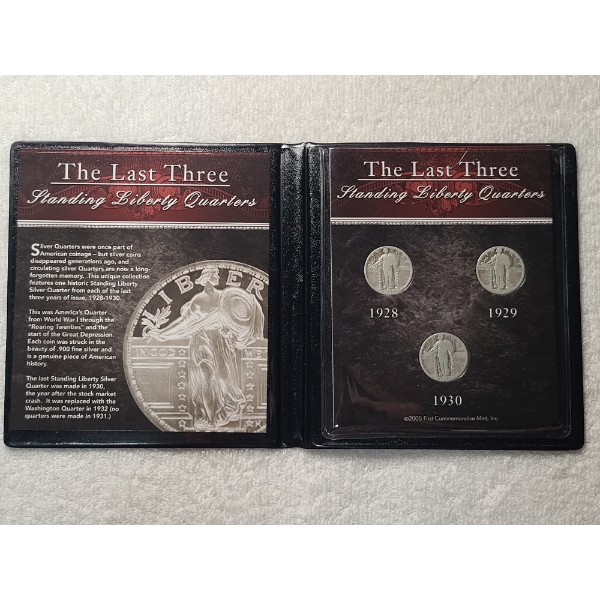 The Last Three
Standing Liberty Quarters
Silver Quarters were once part of
American coinage – but silver coins
disappeared generations ago, and
circulating silver Quarters are now a long-
forgotten memory. This unique collection
features one historic Standing Liberty
Silver Quarter from each of the last
three years of issue, 1928-1930.
This was America's Quarter
from World War I through the
"Roaring Twenties" and the
start of the Great Depression.
Each coin was struck in the
beauty of .900 fine silver and
is a genuine piece of American
history.
The last Standing Liberty Silver
Quarter was made in 1930,
the year after the stock market
crash. It was replaced with the
Washington Quarter in 1932 (no
quarters were made in 1931.)
LIBERTY
The Last Three
Standing Liberty Quarters
1928
1929
1930
©2005 First Commemorative Mint, Inc.